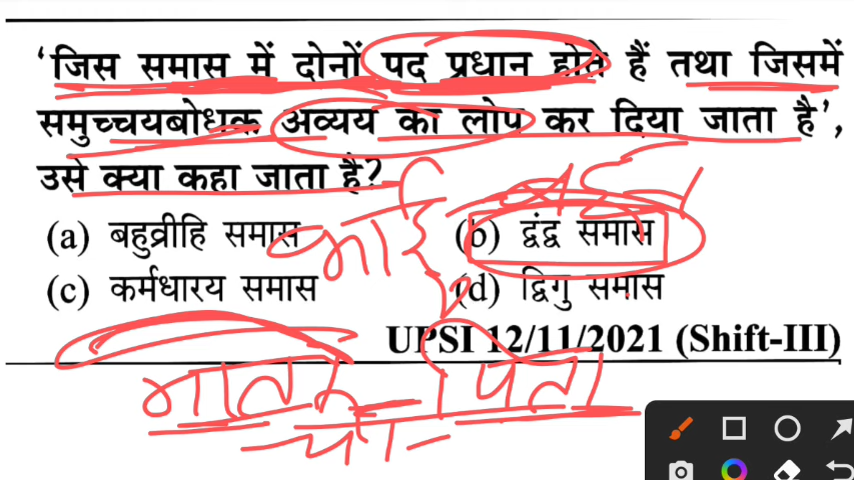 ‘जिस समास में दोनों पद प्रधान होते हैं तथा जिसमें
समुच्चयबोधक अव्यय का लोप कर दिया जाता है’,
उसे क्या कहा जाता है?
(a) बहुव्रीहि समास (b) द्वंद्व समास
(c) कर्मधारय समास (d) द्विगु समास
भाई
UPSI 12/11/2021 (Shift-III)
माता - पिता